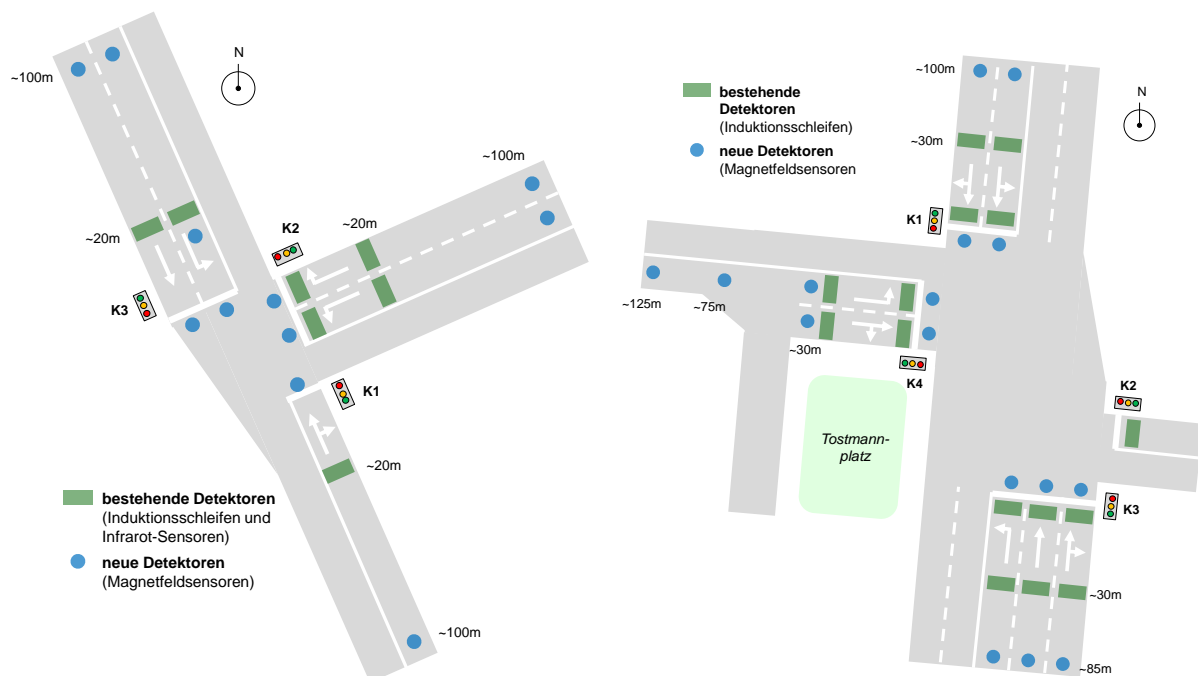 N
~100m
~100m
K2
~20m
~20m
K3
K1
~20m
bestehende Detektoren
(Induktionsschleifen und
Infrarot-Sensoren)
neue Detektoren
(Magnetfeldsensoren)
~100m
~100m
bestehende
Detektoren
(Induktionsschleifen)
neue Detektoren
(Magnetfeldsensoren
N
~30m
K1
~125m
~75m
~30m
K4
K2
Tostmann-
platz
K3
~30m
~85m